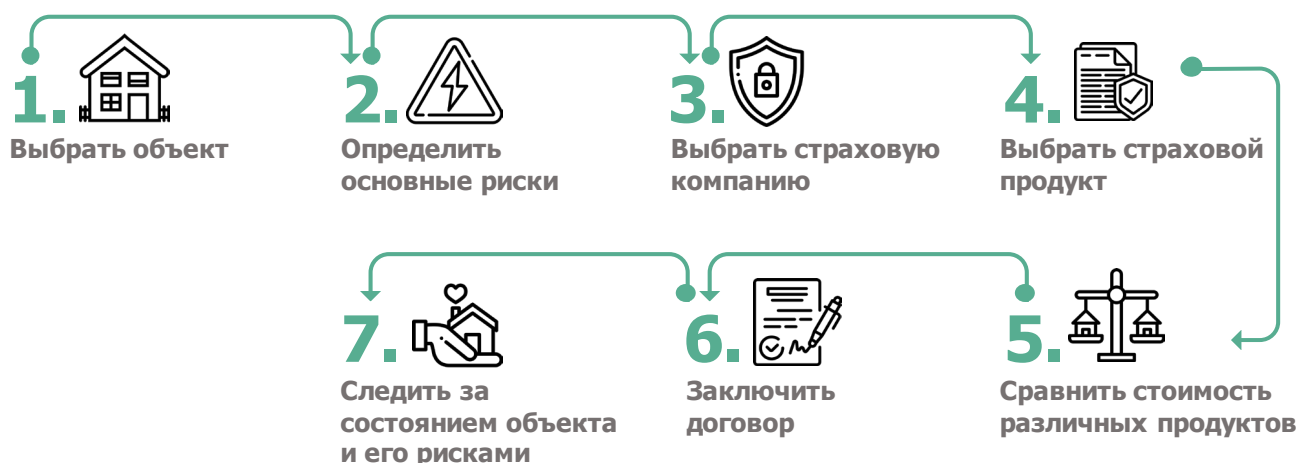 1.
Выбрать объект
2.
Определить
основные риски
3.
Выбрать страховую
компанию
4.
Выбрать страховой
продукт
5.
Сравнить стоимость
различных продуктов
6.
Заключить
договор
7.
Следить за
состоянием объекта
и его рисками